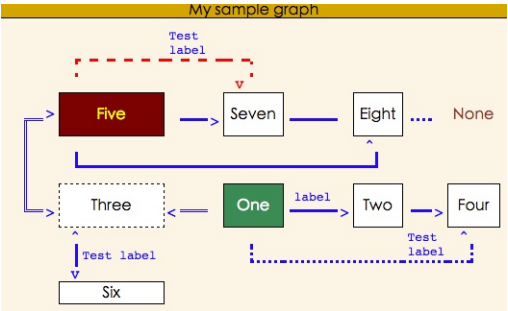 My sample graph
Test
label
Five
Seven
Eight
None
Three
One
label
Two
Four
Test
label
Test label
Six